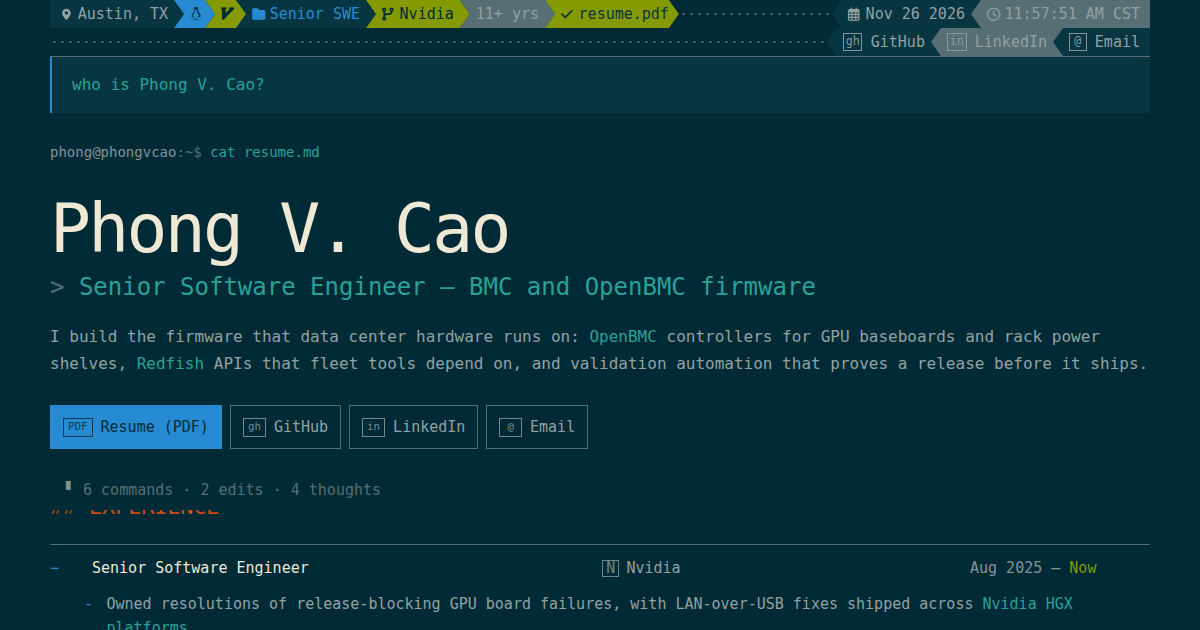 Austin, TX Senior SWE Nvidia 11+ yrs resume.pdf Nov 26 2026 11:57:51 AM CST
gh GitHub in LinkedIn @ Email
who is Phong V. Cao?
phong@phongvcao:~$ cat resume.md
Phong V. Cao
> Senior Software Engineer — BMC and OpenBMC firmware
I build the firmware that data center hardware runs on: OpenBMC controllers for GPU baseboards and rack power
shelves, Redfish APIs that fleet tools depend on, and validation automation that proves a release before it ships.
PDF Resume (PDF) gh GitHub in LinkedIn @ Email
6 commands · 2 edits · 4 thoughts
## EXPERIENCE
– Senior Software Engineer N Nvidia Aug 2025 – Now
- Owned resolutions of release-blocking GPU board failures, with LAN-over-USB fixes shipped across Nvidia HGX
platforms